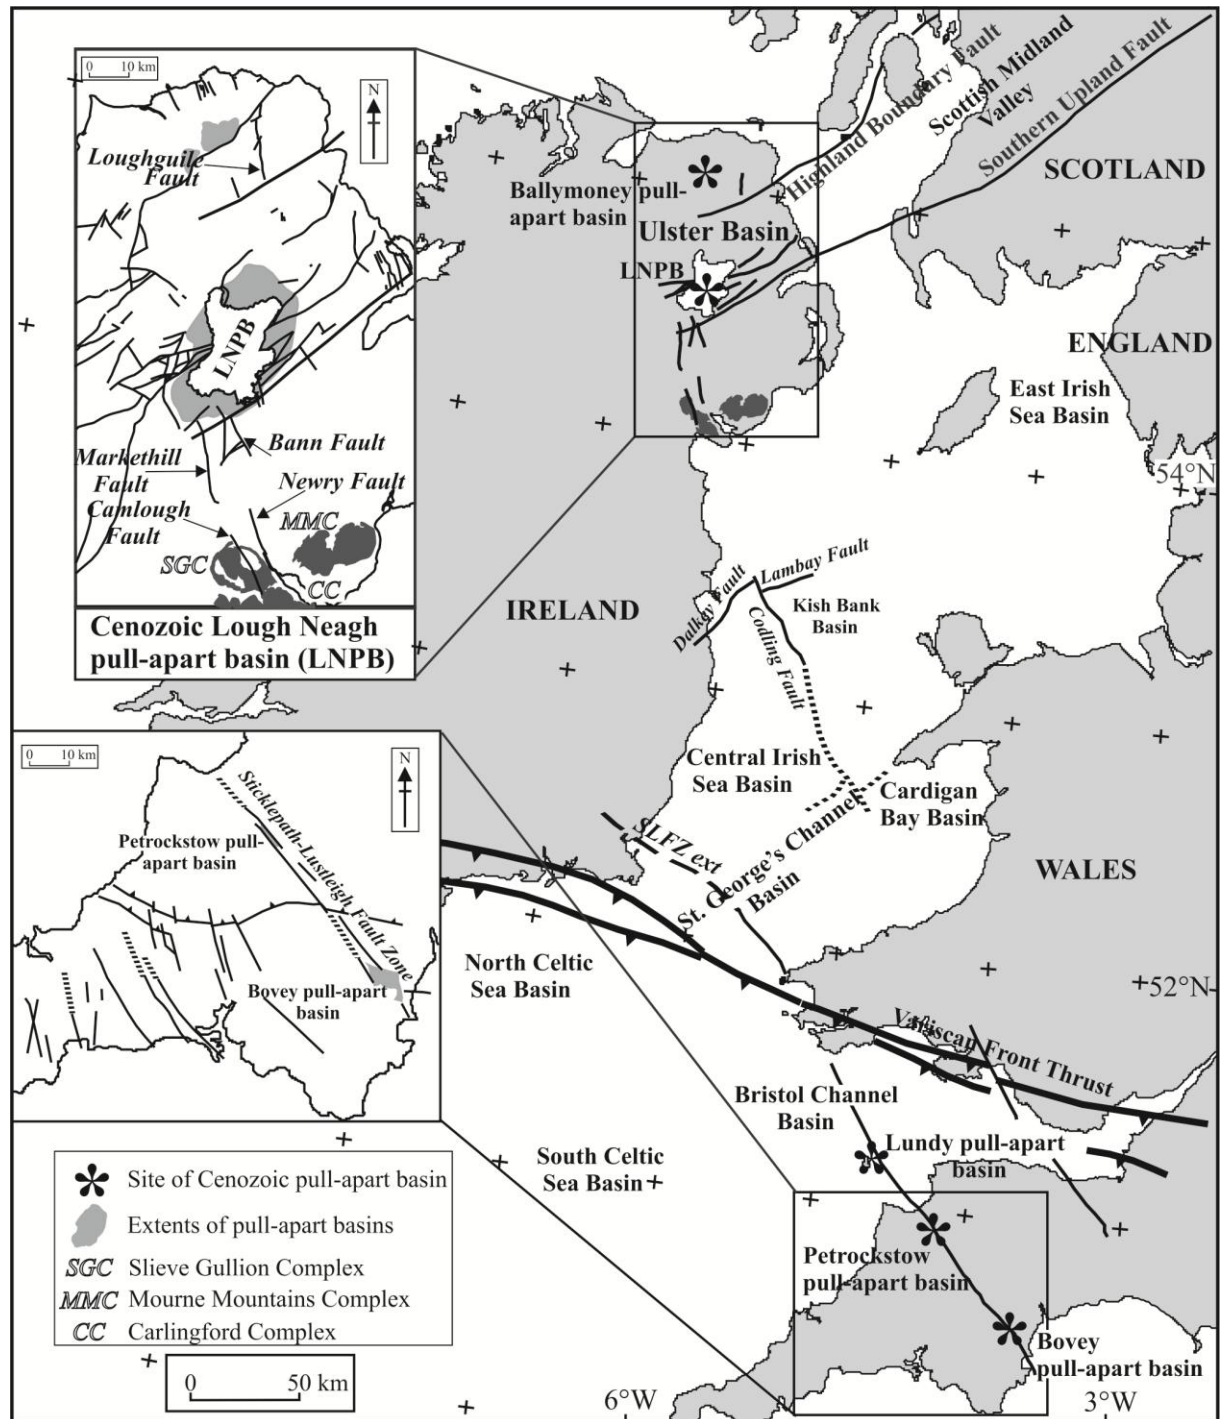 0 10 km
N
Loughguile
Fault
LNPB
Bann Fault
Markethill
Fault
Newry Fault
Camlough
Fault
MMC
SGC
CC
Cenozoic Lough Neagh
pull-apart basin (LNPB)
Highland Boundary Fault
Scottish Midland
Valley
Southern Upland Fault
SCOTLAND
Ballymoney pull-
apart basin
Ulster Basin
LNPB
ENGLAND
East Irish
Sea Basin
54°N
IRELAND
Dalkey Fault
Lambay Fault
Kish Bank
Basin
Codling Fault
Central Irish
Sea Basin
Cardigan
Bay Basin
SLFZ ext
St. George's Channel
Basin
WALES
0 10 km
N
Sticklepath-Lustleigh Fault Zone
Petrockstow pull-
apart basin
Bovey pull-apart
basin
North Celtic
Sea Basin
52°N
Variscan Front Thrust
Bristol Channel
Basin
Lundy pull-apart
basin
South Celtic
Sea Basin
Petrockstow
pull-apart basin
Bovey
pull-apart basin
Site of Cenozoic pull-apart basin
Extents of pull-apart basins
SGC Slieve Gullion Complex
MMC Mourne Mountains Complex
CC Carlingford Complex
0 50 km
6°W
3°W